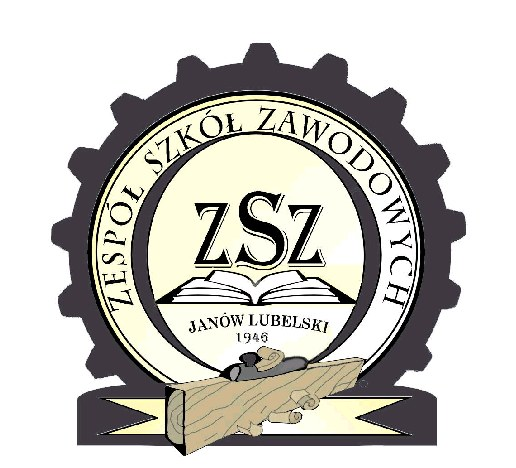 ZESPÓŁ SZKÓŁ ZAWODOWYCH
ZSZ
JANÓW LUBELSKI
1946